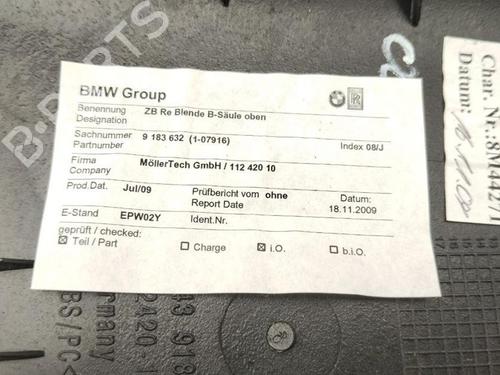 BMW Group
Benennung
Designation
ZB Re Blende B-Säule oben
Sachnummer
Partnumber
9 183 632 (1-07916)
Index 08/J
Firma
Company
MöllerTech GmbH / 112 420 10
Prod.Dat.
Jul/09
Prüfbericht vom ohne
Report Date
Datum:
18.11.2009
E-Stand
EPW02Y
Ident.Nr.
geprüft / checked:
☒ Teil / Part
☐ Charge
☒ i.O.
☐ b.i.O.
Char. Nr.:
Datum:
B-PARTS